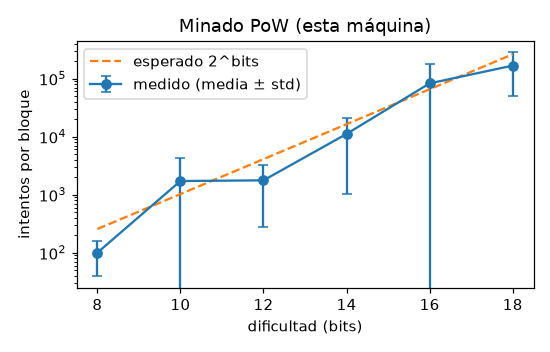 Minado PoW (esta máquina)
esperado 2^bits
medido (media ± std)
intentos por bloque
10^5
10^4
10^3
10^2
8 10 12 14 16 18
dificultad (bits)